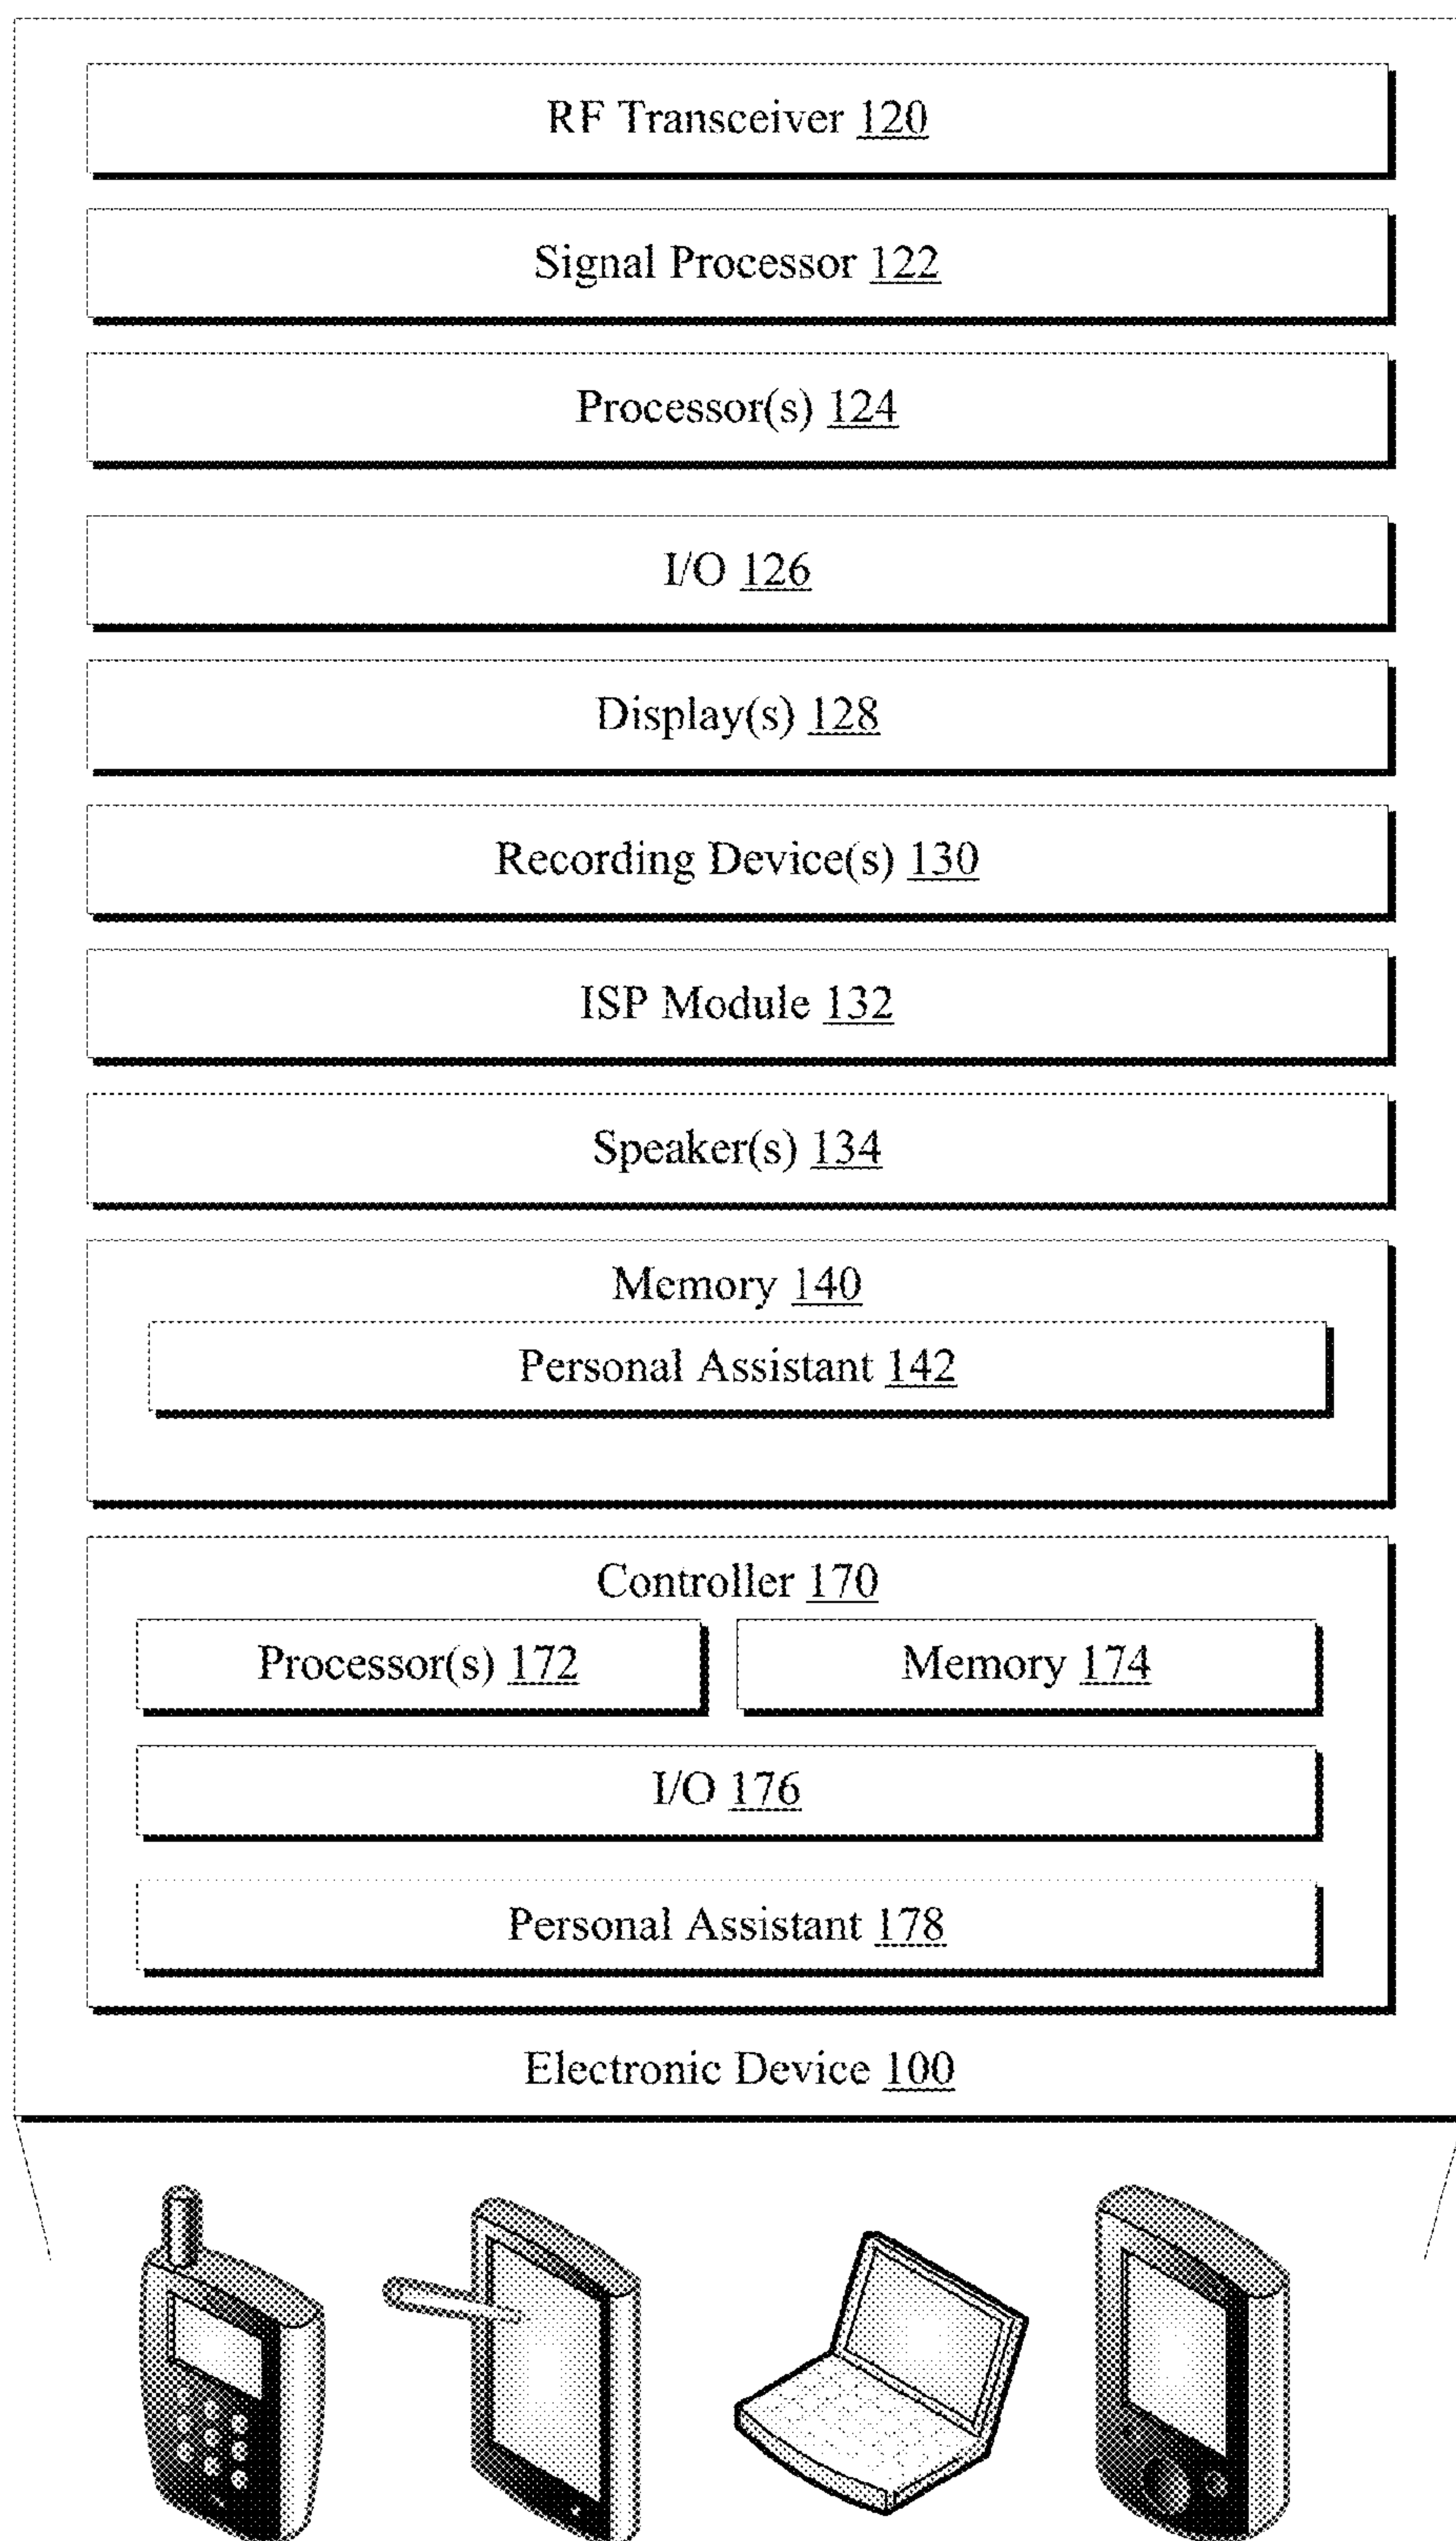 RF Transceiver 120
Signal Processor 122
Processor(s) 124
I/O 126
Display(s) 128
Recording Device(s) 130
ISP Module 132
Speaker(s) 134
Memory 140
Personal Assistant 142
Controller 170
Processor(s) 172
Memory 174
I/O 176
Personal Assistant 178
Electronic Device 100